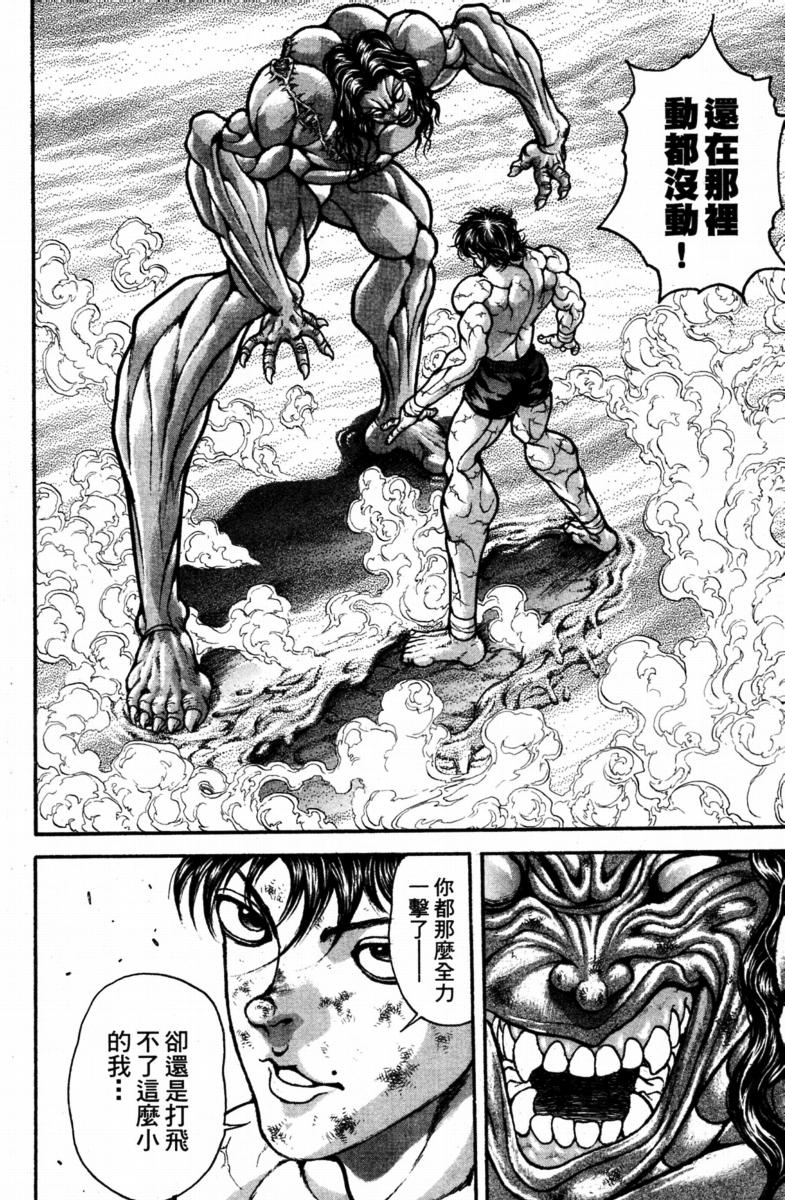 還在那裡
動都沒動！
你都那麼全力
一擊了——
卻還是打飛
不了這麼小
的我…